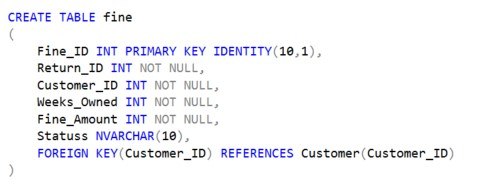 CREATE TABLE fine
(
Fine_ID INT PRIMARY KEY IDENTITY(10,1),
Return_ID INT NOT NULL,
Customer_ID INT NOT NULL,
Weeks_Owned INT NOT NULL,
Fine_Amount INT NOT NULL,
Statuss NVARCHAR(10),
FOREIGN KEY(Customer_ID) REFERENCES Customer(Customer_ID)
)